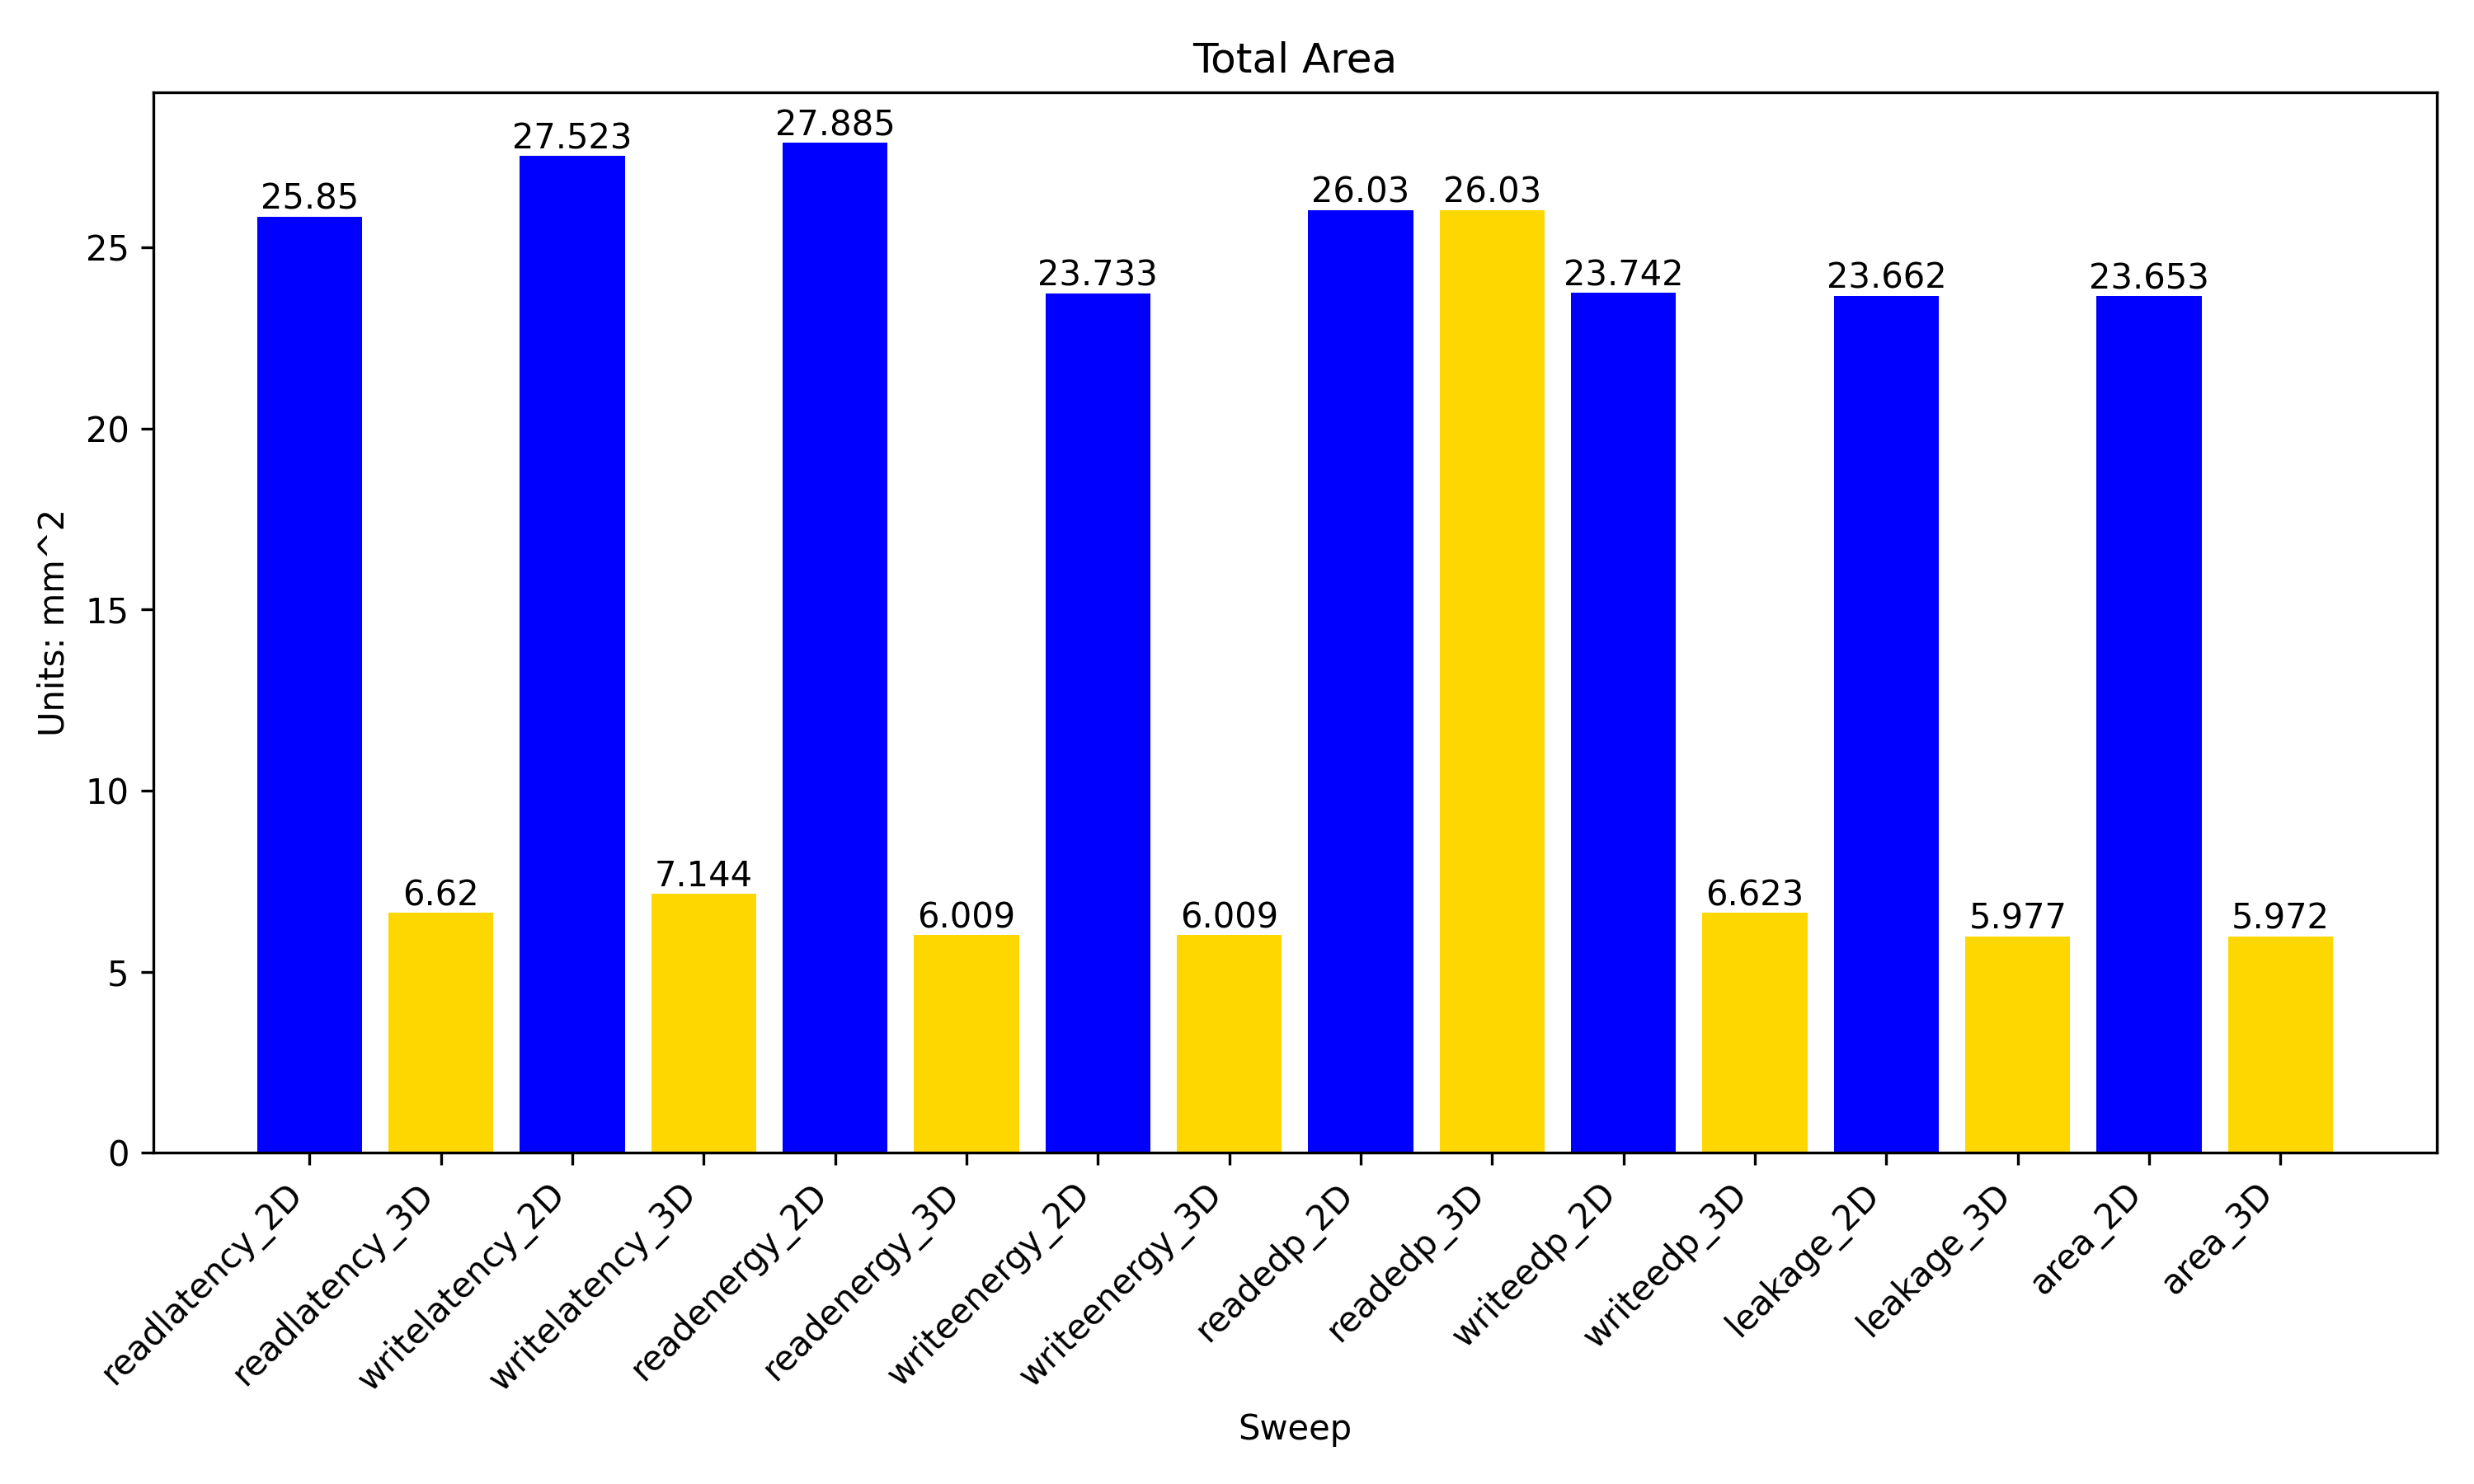 Total Area
Units: mm^2
25
20
15
10
5
0
25.85
6.62
27.523
7.144
27.885
6.009
23.733
6.009
26.03
26.03
23.742
6.623
23.662
5.977
23.653
5.972
readlatency_2D
readlatency_3D
writelatency_2D
writelatency_3D
readenergy_2D
readenergy_3D
writeenergy_2D
writeenergy_3D
readedp_2D
readedp_3D
writeedp_2D
writeedp_3D
leakage_2D
leakage_3D
area_2D
area_3D
Sweep